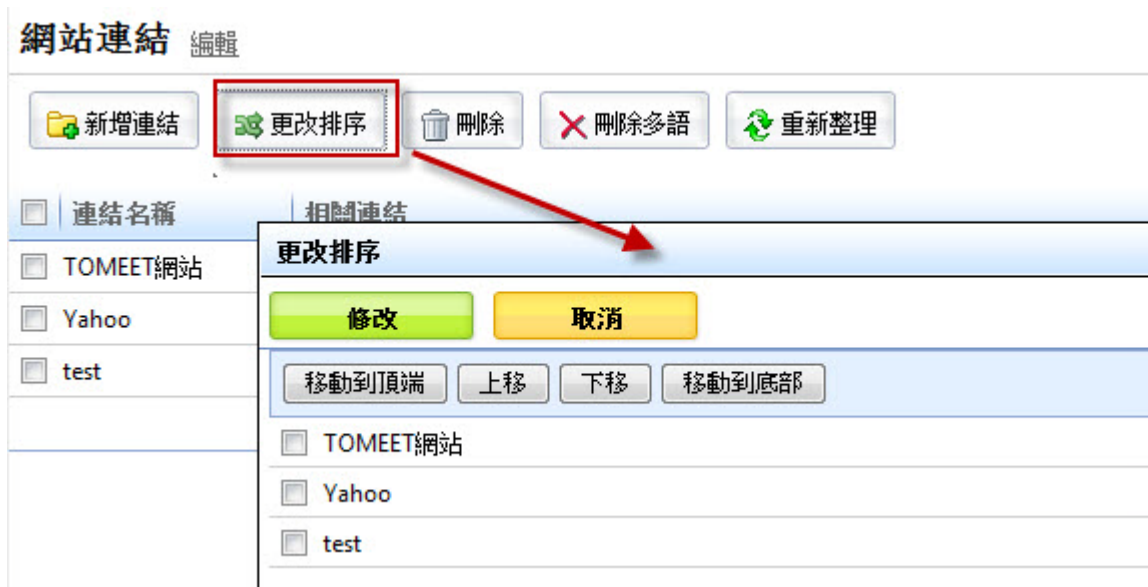 網站連結 編輯
新增連結 更改排序 刪除 刪除多語 重新整理
連結名稱 相關連結
TOMEET網站
Yahoo
test
更改排序
修改 取消
移動到頂端 上移 下移 移動到底部
TOMEET網站
Yahoo
test